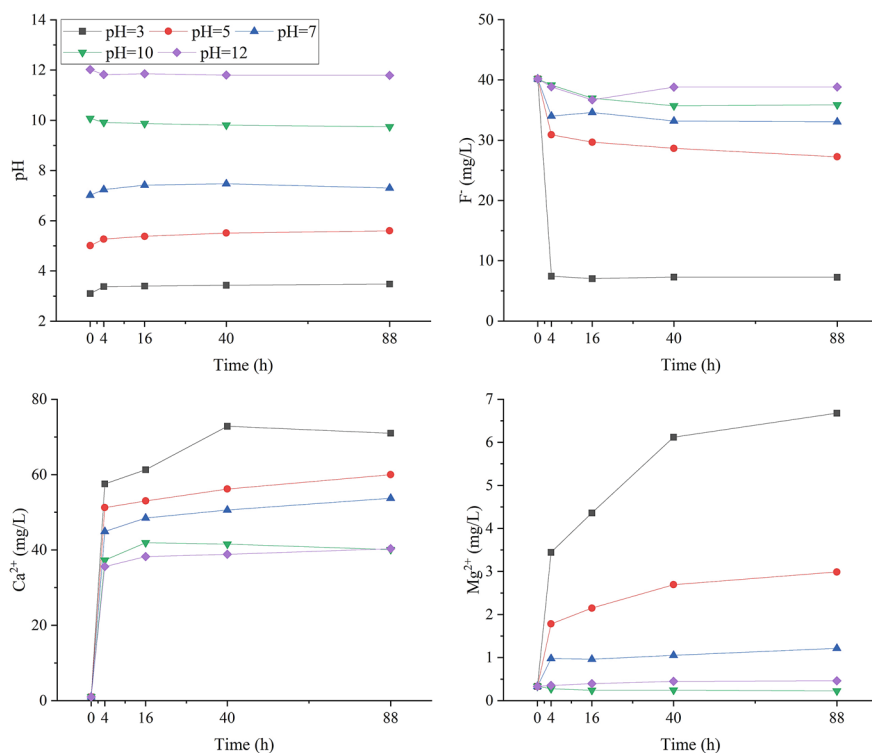 pH=3 pH=5 pH=7
pH=10 pH=12
14
12
10
8
6
4
2
pH
0 4 16 40 88
Time (h)
50
40
30
20
10
0
F⁻ (mg/L)
0 4 16 40 88
Time (h)
80
60
40
20
0
Ca²⁺ (mg/L)
0 4 16 40 88
Time (h)
7
6
5
4
3
2
1
0
Mg²⁺ (mg/L)
0 4 16 40 88
Time (h)